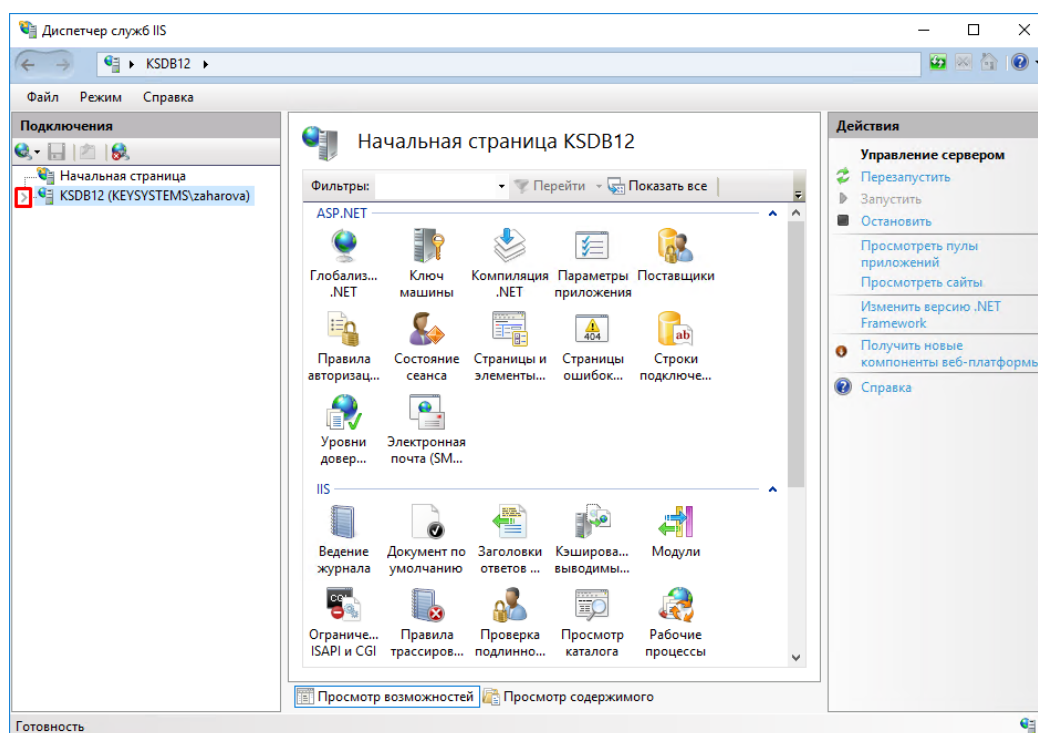 Диспетчер служб IIS
KSDB12
Файл Режим Справка
Подключения
Начальная страница
KSDB12 (KEYSYSTEMS\zaharova)
Начальная страница KSDB12
Фильтры: Перейти Показать все
ASP.NET
Глобализ... Ключ Компиляция Параметры Поставщики
.NET машины .NET приложения
Правила Состояние Страницы и Страницы Строки
авторизац... сеанса элементы... ошибок... подключе...
Уровни Электронная
довер... почта (SM...
IIS
Ведение Документ по Заголовки Кэширова... Модули
журнала умолчанию ответов ... выводимы...
Ограниче... Правила Проверка Просмотр Рабочие
ISAPI и CGI трассиров... подлинно... каталога процессы
Просмотр возможностей Просмотр содержимого
Действия
Управление сервером
Перезапустить
Запустить
Остановить
Просмотреть пулы
приложений
Просмотреть сайты
Изменить версию .NET
Framework
Получить новые
компоненты веб-платформы
Справка
Готовность